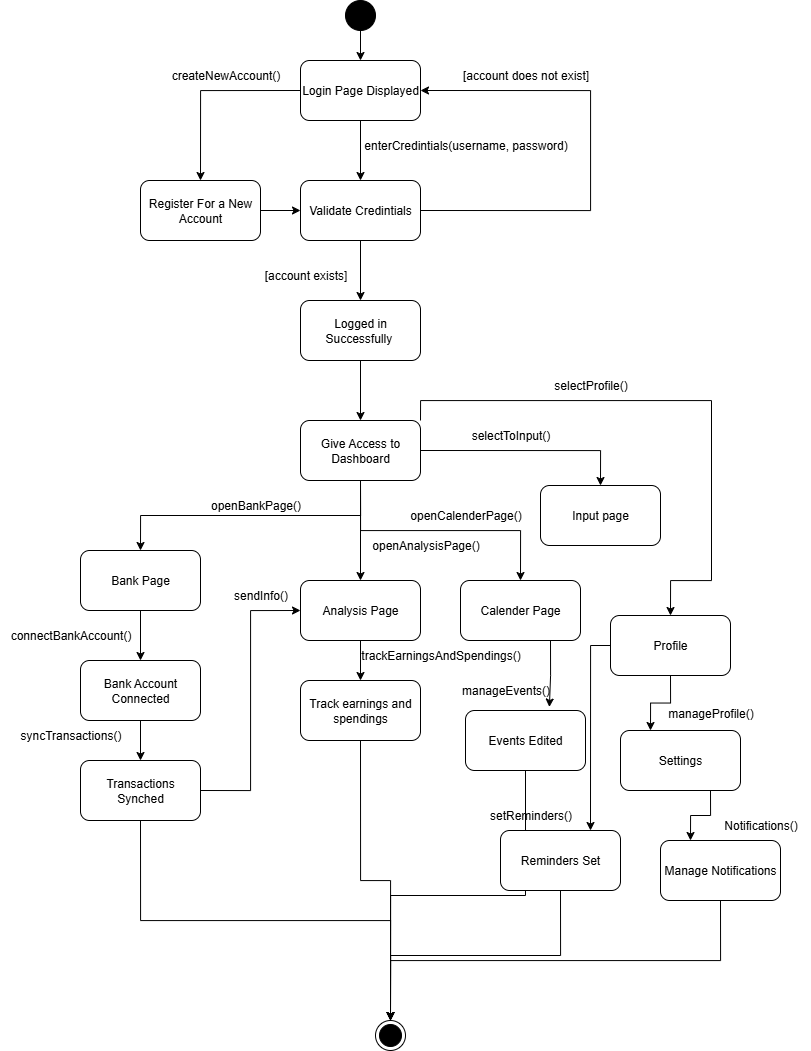 createNewAccount()
[account does not exist]
Login Page Displayed
enterCredintials(username, password)
Register For a New
Account
Validate Credintials
[account exists]
Logged in
Successfully
selectProfile()
Give Access to
Dashboard
selectToInput()
openBankPage()
openCalenderPage()
Input page
openAnalysisPage()
Bank Page
sendInfo()
Analysis Page
Calender Page
connectBankAccount()
trackEarningsAndSpendings()
Profile
Bank Account
Connected
manageEvents()
Track earnings and
spendings
manageProfile()
syncTransactions()
Events Edited
Settings
Transactions
Synched
setReminders()
Notifications()
Reminders Set
Manage Notifications